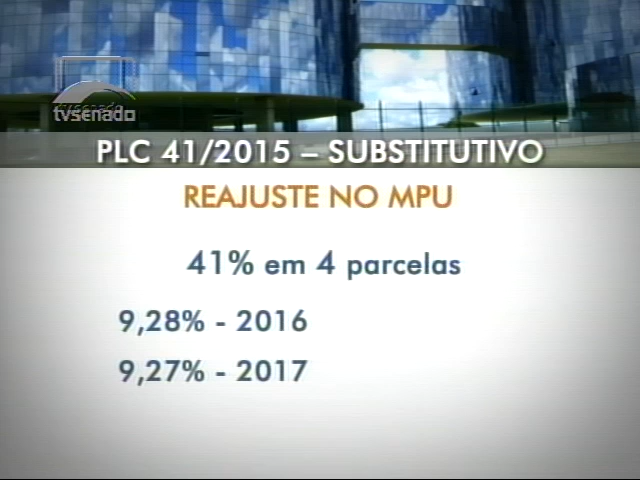 tvsenado
PLC 41/2015 – SUBSTITUTIVO
REAJUSTE NO MPU
41% em 4 parcelas
9,28% - 2016
9,27% - 2017